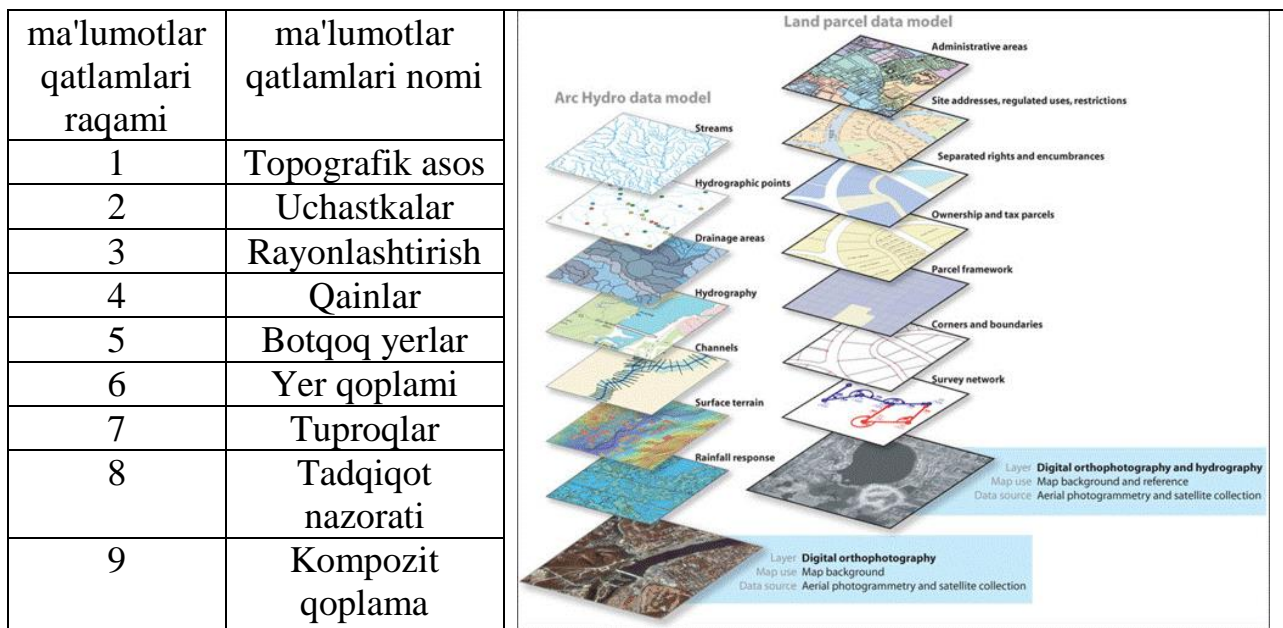 ma'lumotlar
qatlamlari
raqami
ma'lumotlar
qatlamlari nomi
1
Topografik asos
2
Uchastkalar
3
Rayonlashtirish
4
Qainlar
5
Botqoq yerlar
6
Yer qoplami
7
Tuproqlar
8
Tadqiqot
nazorati
9
Kompozit
qoplama
Arc Hydro data model
Streams
Hydrographic points
Drainage areas
Hydrography
Channels
Surface terrain
Rainfall response
Layer Digital orthophotography
Map use Map background
Data source Aerial photogrammetry and satellite collection
Land parcel data model
Administrative areas
Site addresses, regulated uses, restrictions
Separated rights and encumbrances
Ownership and tax parcels
Parcel framework
Corners and boundaries
Survey network
Layer Digital orthophotography and hydrography
Map use Map background and reference
Data source Aerial photogrammetry and satellite collection